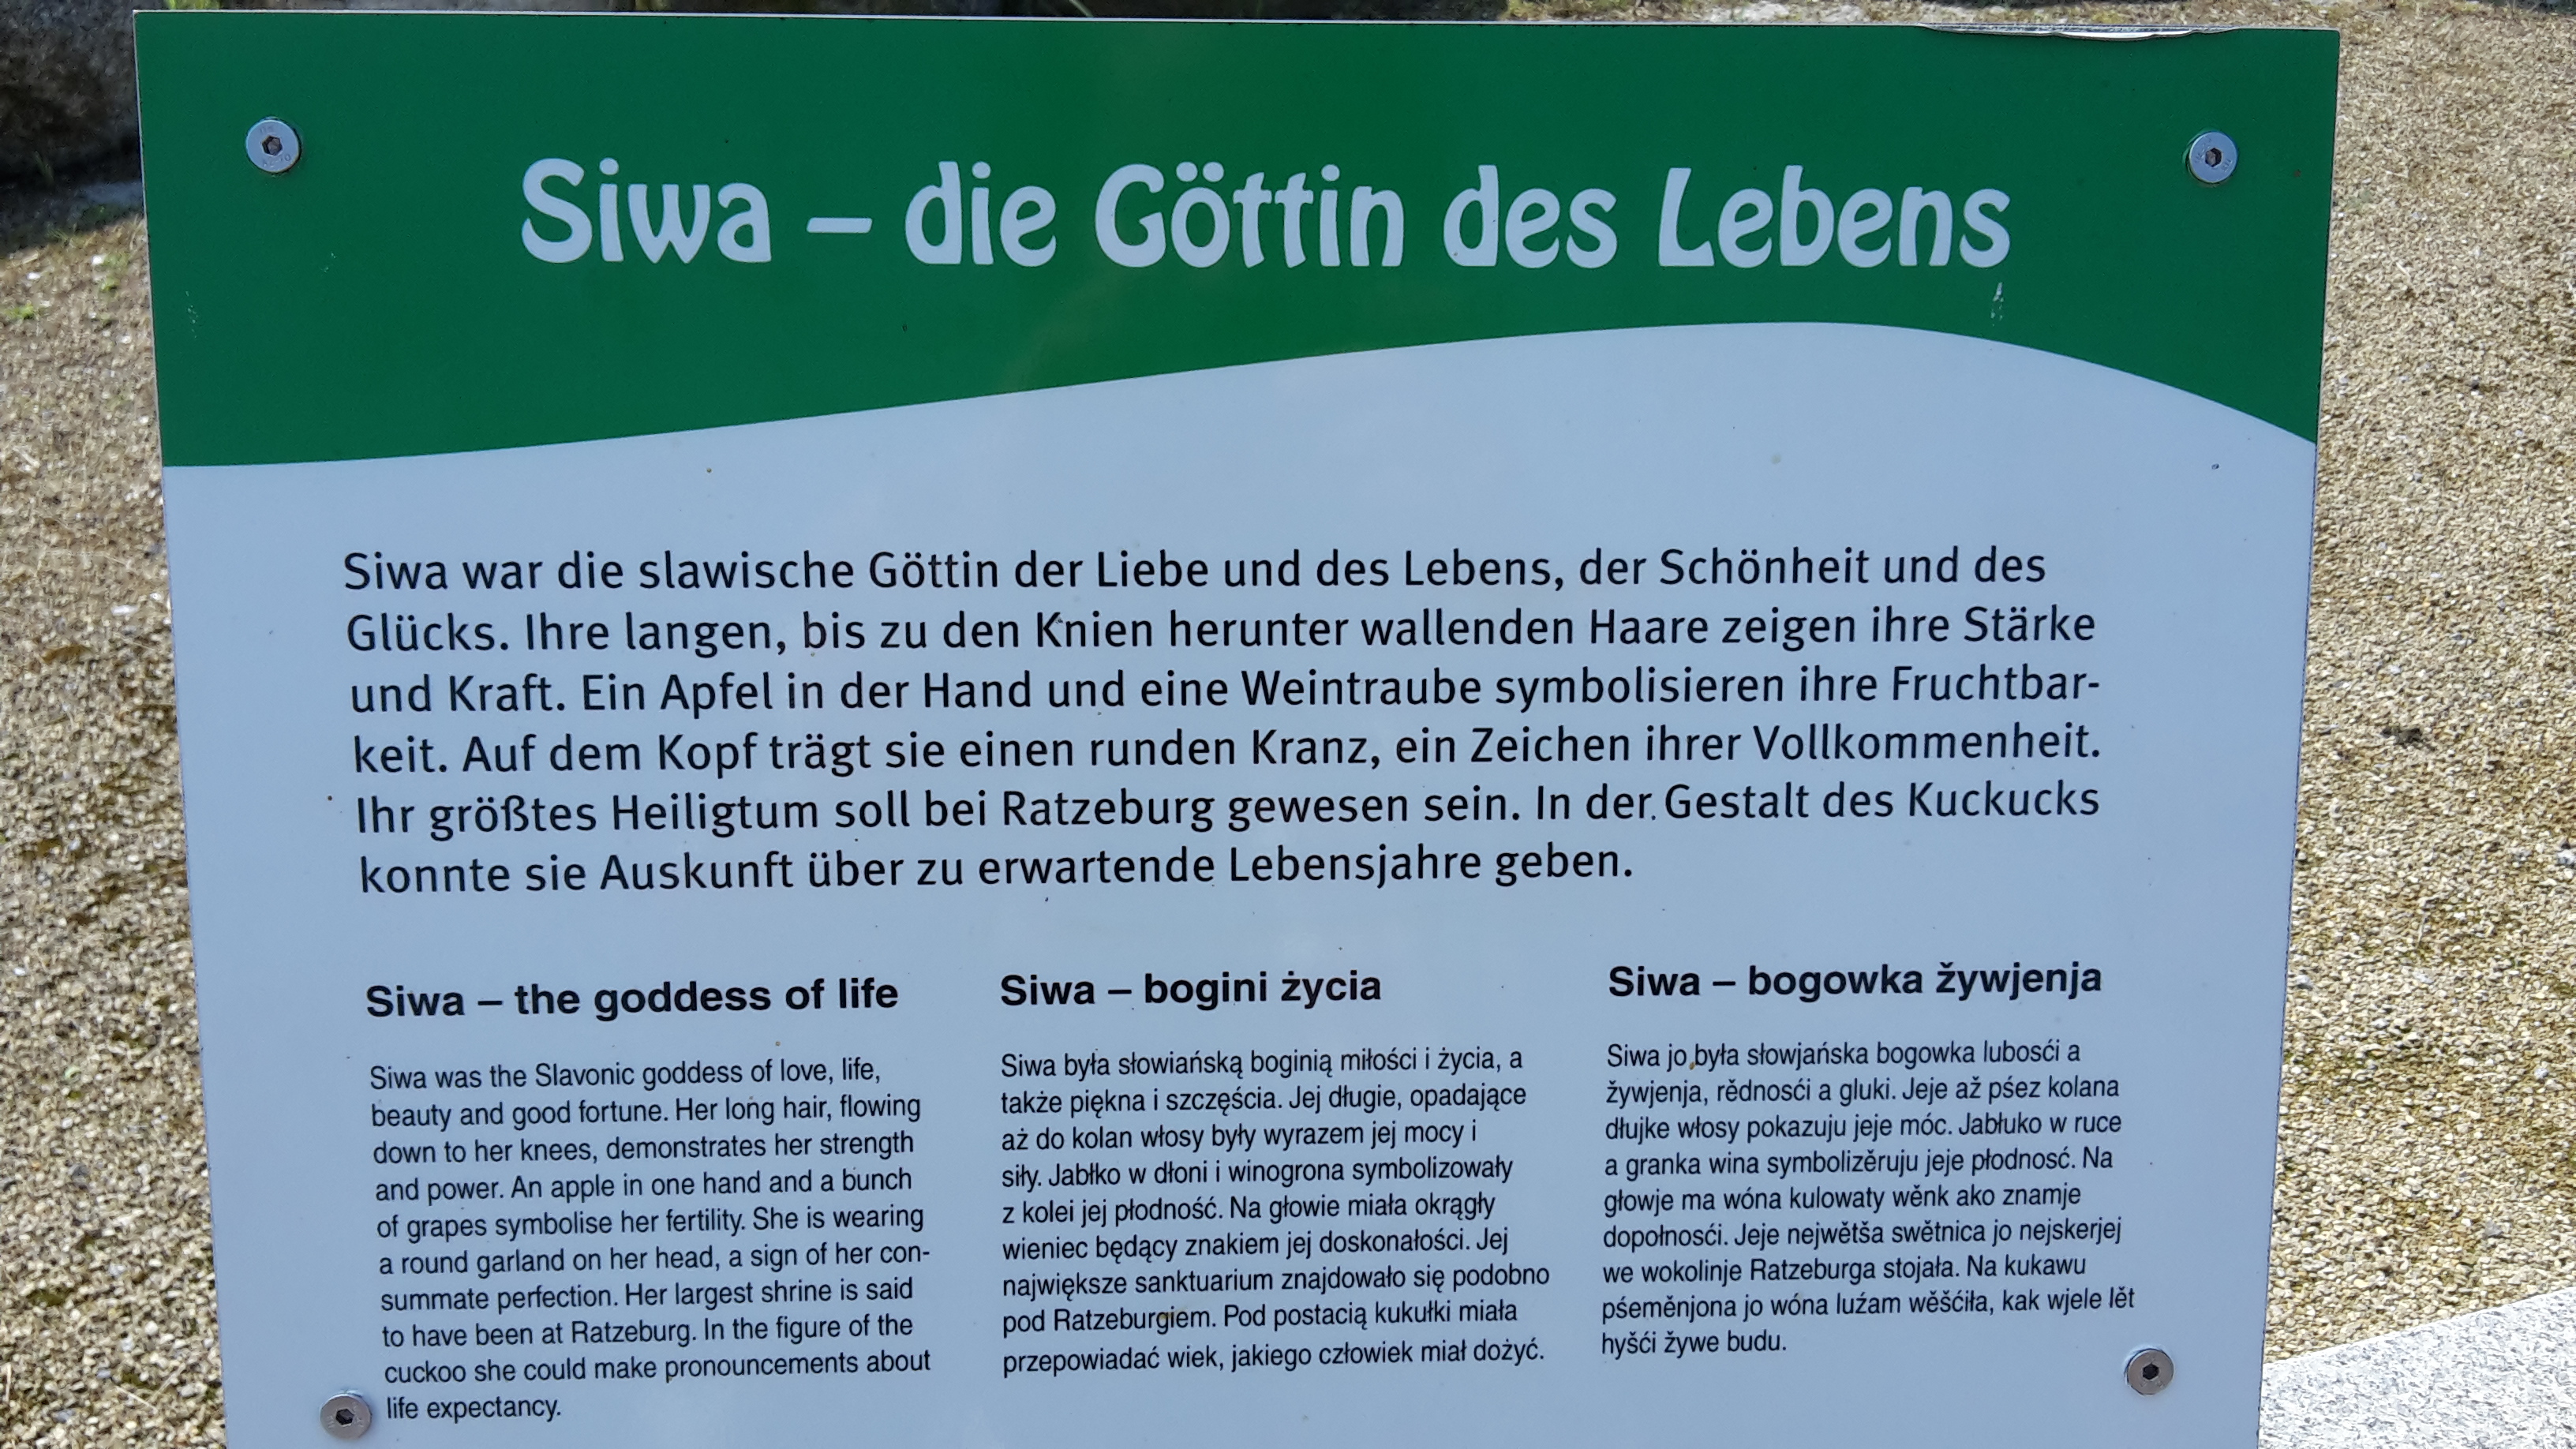 Siwa – die Göttin des Lebens
Siwa war die slawische Göttin der Liebe und des Lebens, der Schönheit und des
Glücks. Ihre langen, bis zu den Knien herunter wallenden Haare zeigen ihre Stärke
und Kraft. Ein Apfel in der Hand und eine Weintraube symbolisieren ihre Fruchtbar-
keit. Auf dem Kopf trägt sie einen runden Kranz, ein Zeichen ihrer Vollkommenheit.
Ihr größtes Heiligtum soll bei Ratzeburg gewesen sein. In der Gestalt des Kuckucks
konnte sie Auskunft über zu erwartende Lebensjahre geben.
Siwa – the goddess of life
Siwa was the Slavonic goddess of love, life,
beauty and good fortune. Her long hair, flowing
down to her knees, demonstrates her strength
and power. An apple in one hand and a bunch
of grapes symbolise her fertility. She is wearing
a round garland on her head, a sign of her con-
summate perfection. Her largest shrine is said
to have been at Ratzeburg. In the figure of the
cuckoo she could make pronouncements about
life expectancy.
Siwa – bogini życia
Siwa była słowiańską boginią miłości i życia, a
także piękna i szczęścia. Jej długie, opadające
aż do kolan włosy były wyrazem jej mocy i
siły. Jabłko w dłoni i winogrona symbolizowały
z kolei jej płodność. Na głowie miała okrągły
wieniec będący znakiem jej doskonałości. Jej
największe sanktuarium znajdowało się podobno
pod Ratzeburgiem. Pod postacią kukułki miała
przepowiadać wiek, jakiego człowiek miał dożyć.
Siwa – bogowka žywjenja
Siwa jo była słowjańska bogowka lubosći a
žywjenja, rědnosći a gluki. Jeje až pśez kolana
dłujke włosy pokazuju jeje móc. Jabłuko w ruce
a granka wina symbolizěruju jeje płodnosć. Na
głowje ma wóna kulowaty wěnk ako znamje
dopołnosći. Jeje nejwětša swětnica jo nejskerjej
we wokolinje Ratzeburga stojała. Na kukawu
pśeměnjona jo wóna luźam wěšćiła, kak wjele lět
hyšći žywe budu.